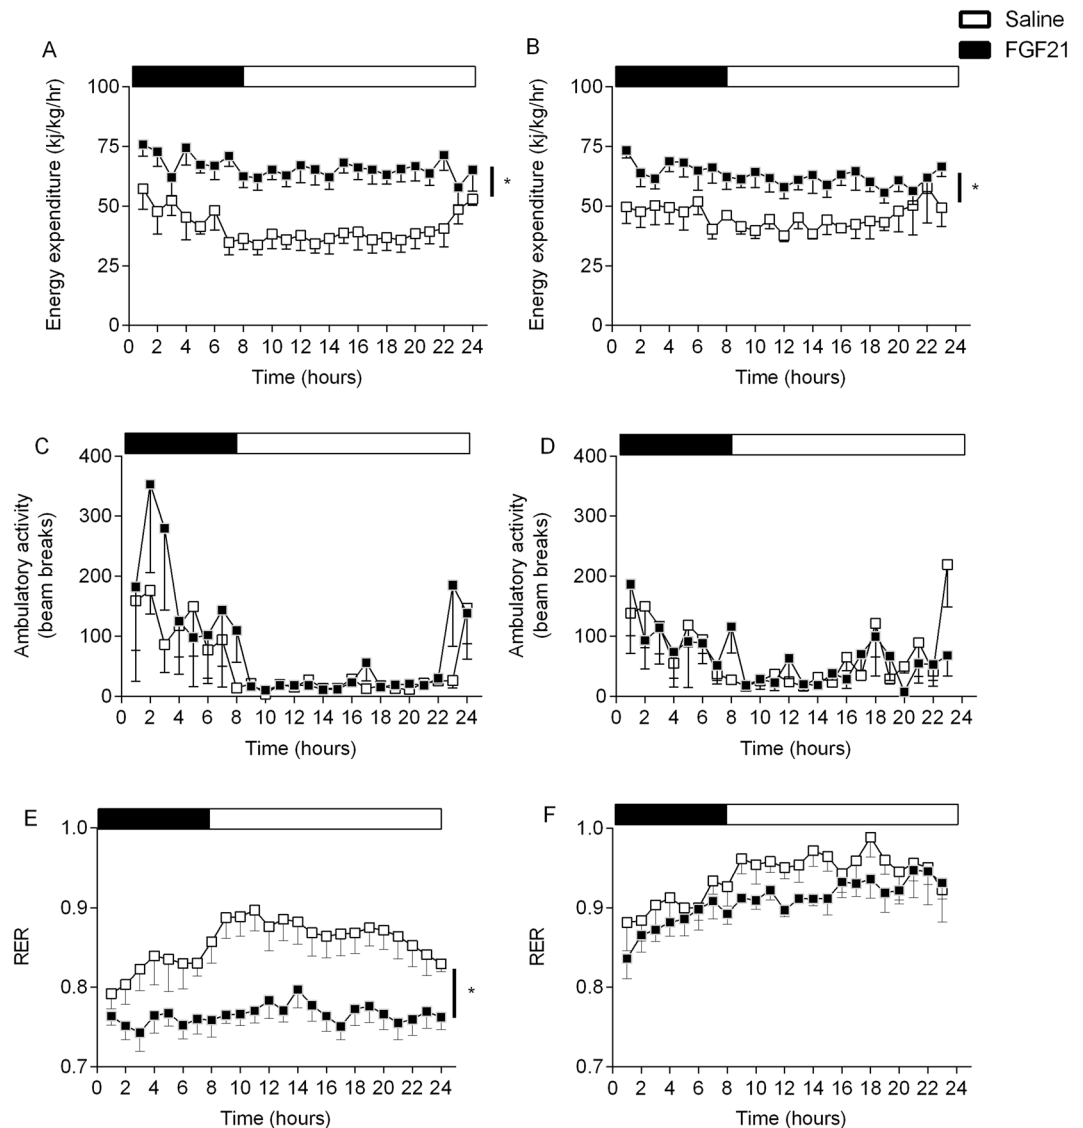 Saline
FGF21
A
B
100
75
50
25
0
Energy expenditure (kj/kg/hr)
*
0 2 4 6 8 10 12 14 16 18 20 22 24
Time (hours)
100
75
50
25
0
Energy expenditure (kj/kg/hr)
*
0 2 4 6 8 10 12 14 16 18 20 22 24
Time (hours)
C
400
300
200
100
0
Ambulatory activity
(beam breaks)
0 2 4 6 8 10 12 14 16 18 20 22 24
Time (hours)
D
400
300
200
100
0
Ambulatory activity
(beam breaks)
0 2 4 6 8 10 12 14 16 18 20 22 24
Time (hours)
E
1.0
0.9
0.8
0.7
RER
*
0 2 4 6 8 10 12 14 16 18 20 22 24
Time (hours)
F
1.0
0.9
0.8
0.7
RER
0 2 4 6 8 10 12 14 16 18 20 22 24
Time (hours)